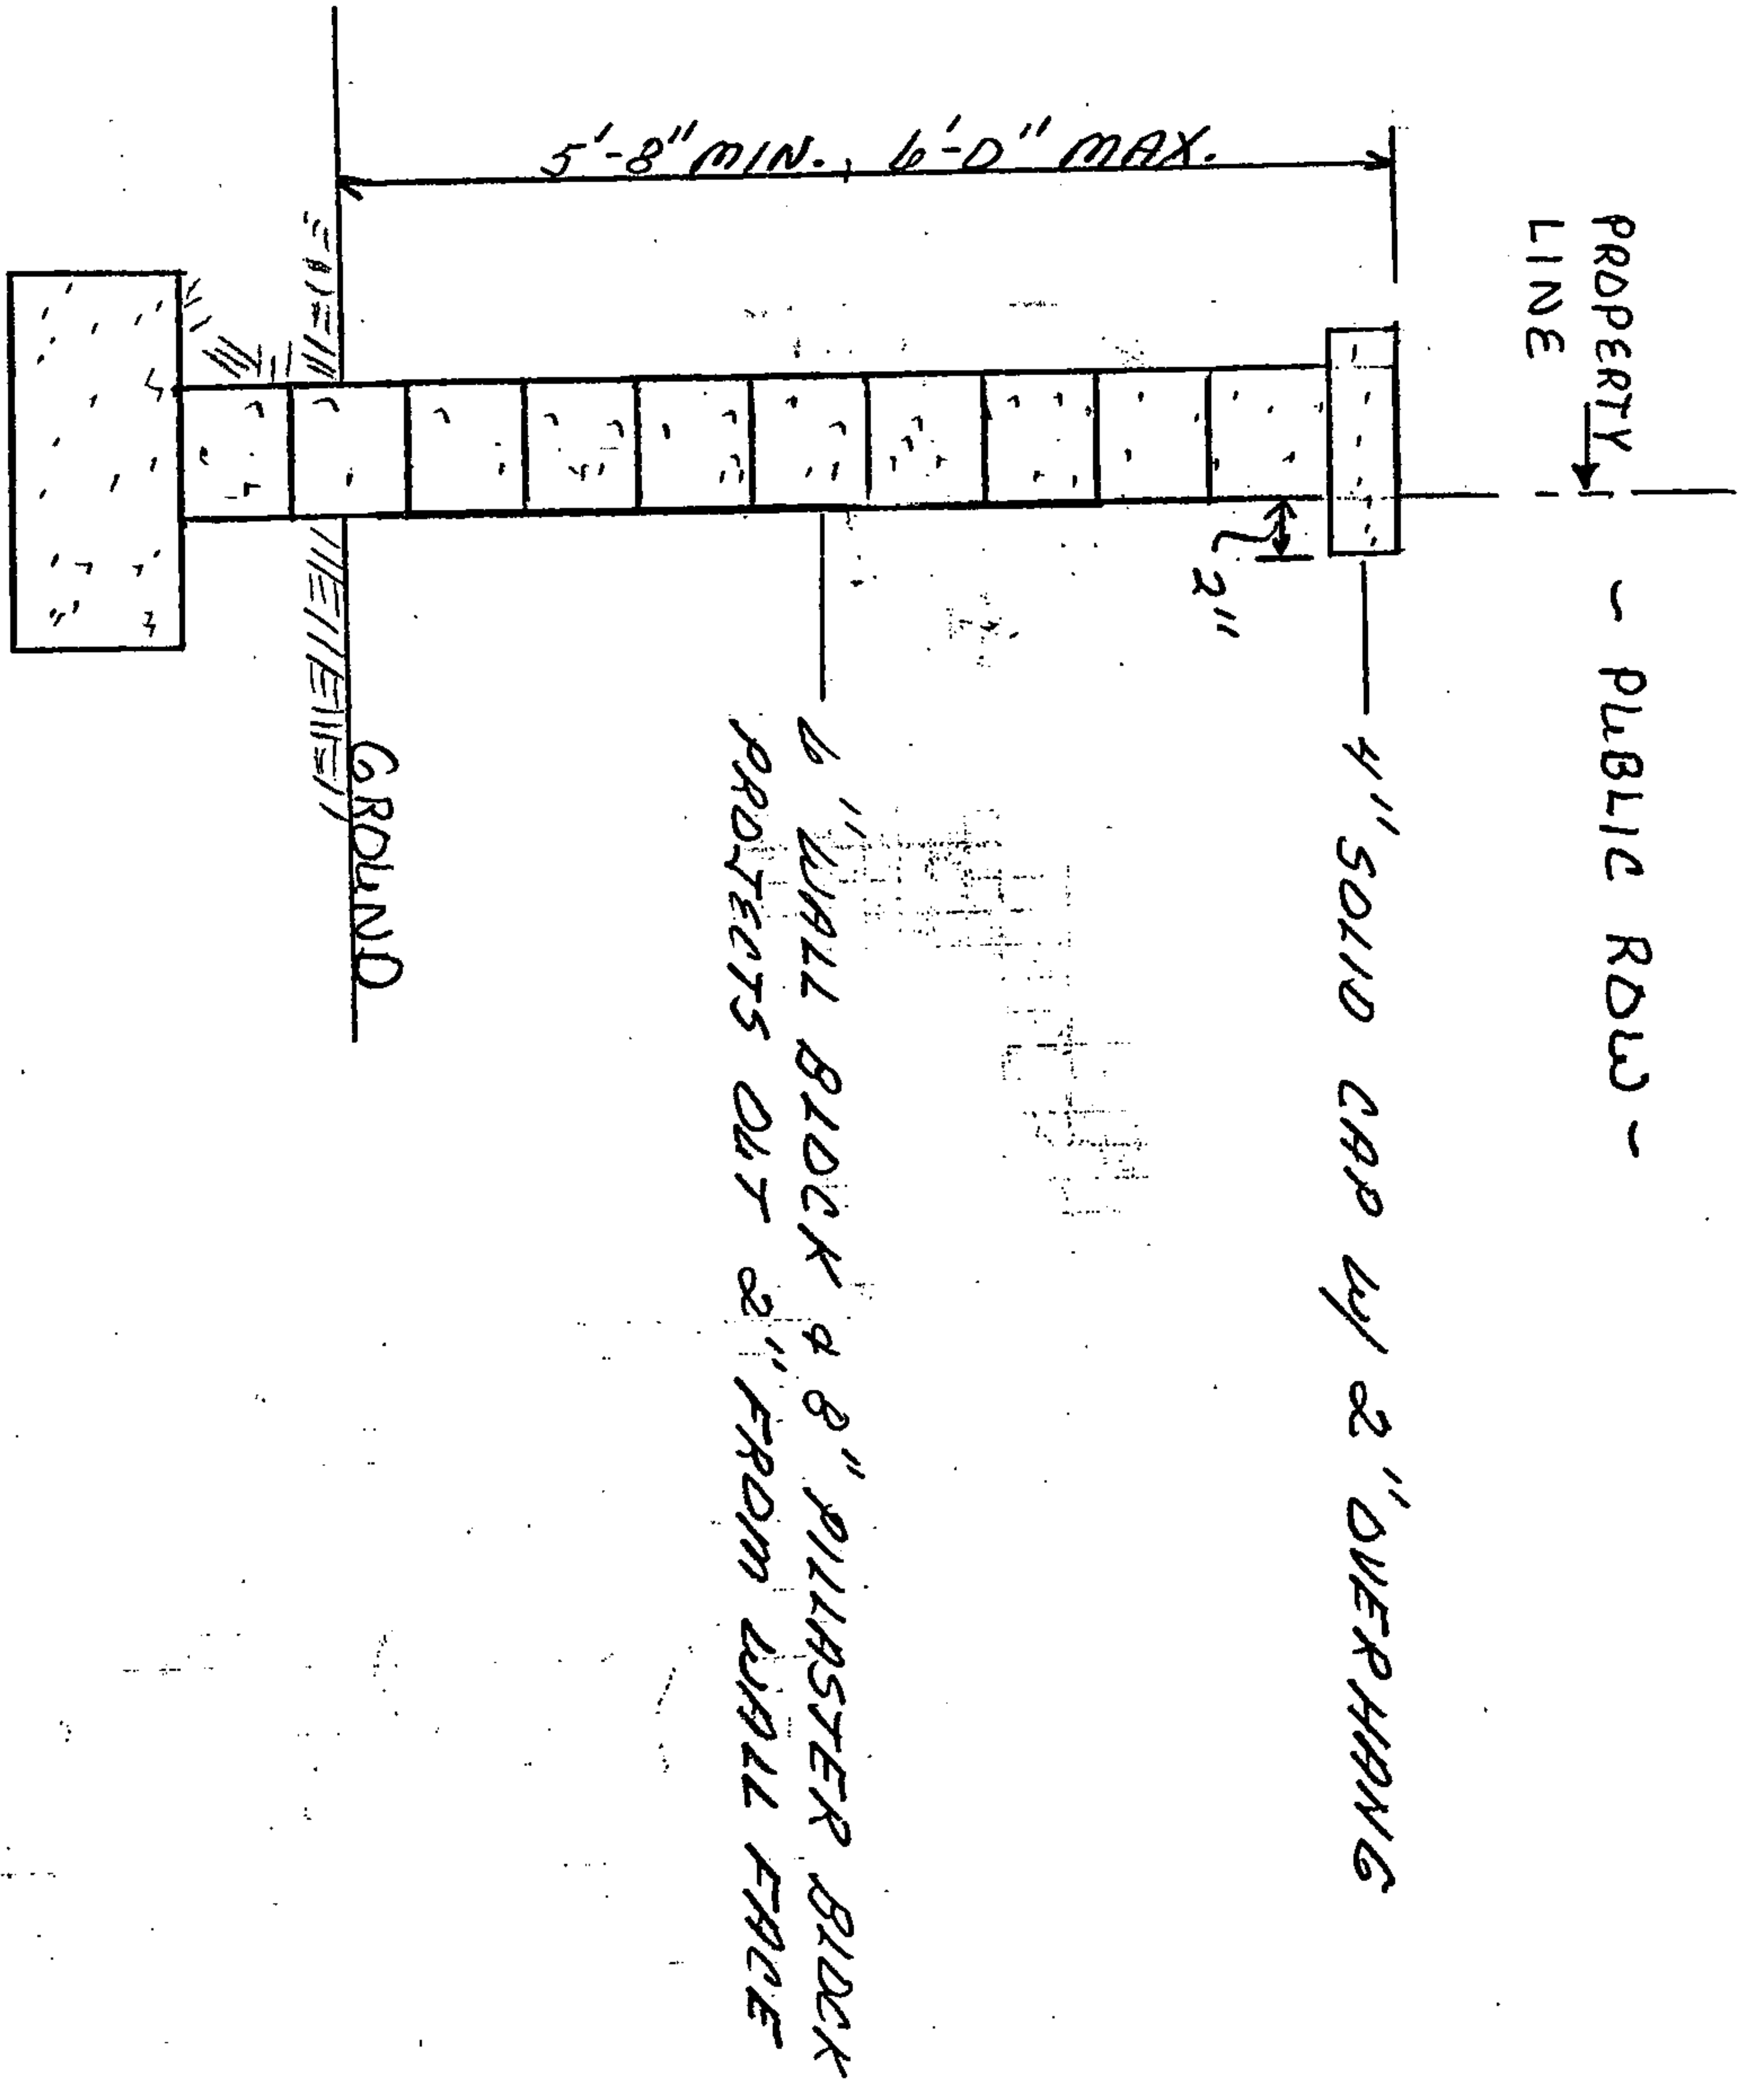 PROPERTY
LINE
- PUBLIC ROW -
4" SOLID CAP W/ 2" OVERHANG
2"
5'-8" MIN., 6'-0" MAX.
6" WALL BLOCK & 8" PILLASTER BLOCK
PROJECTS OUT 2" FROM WALL FACE
GROUND